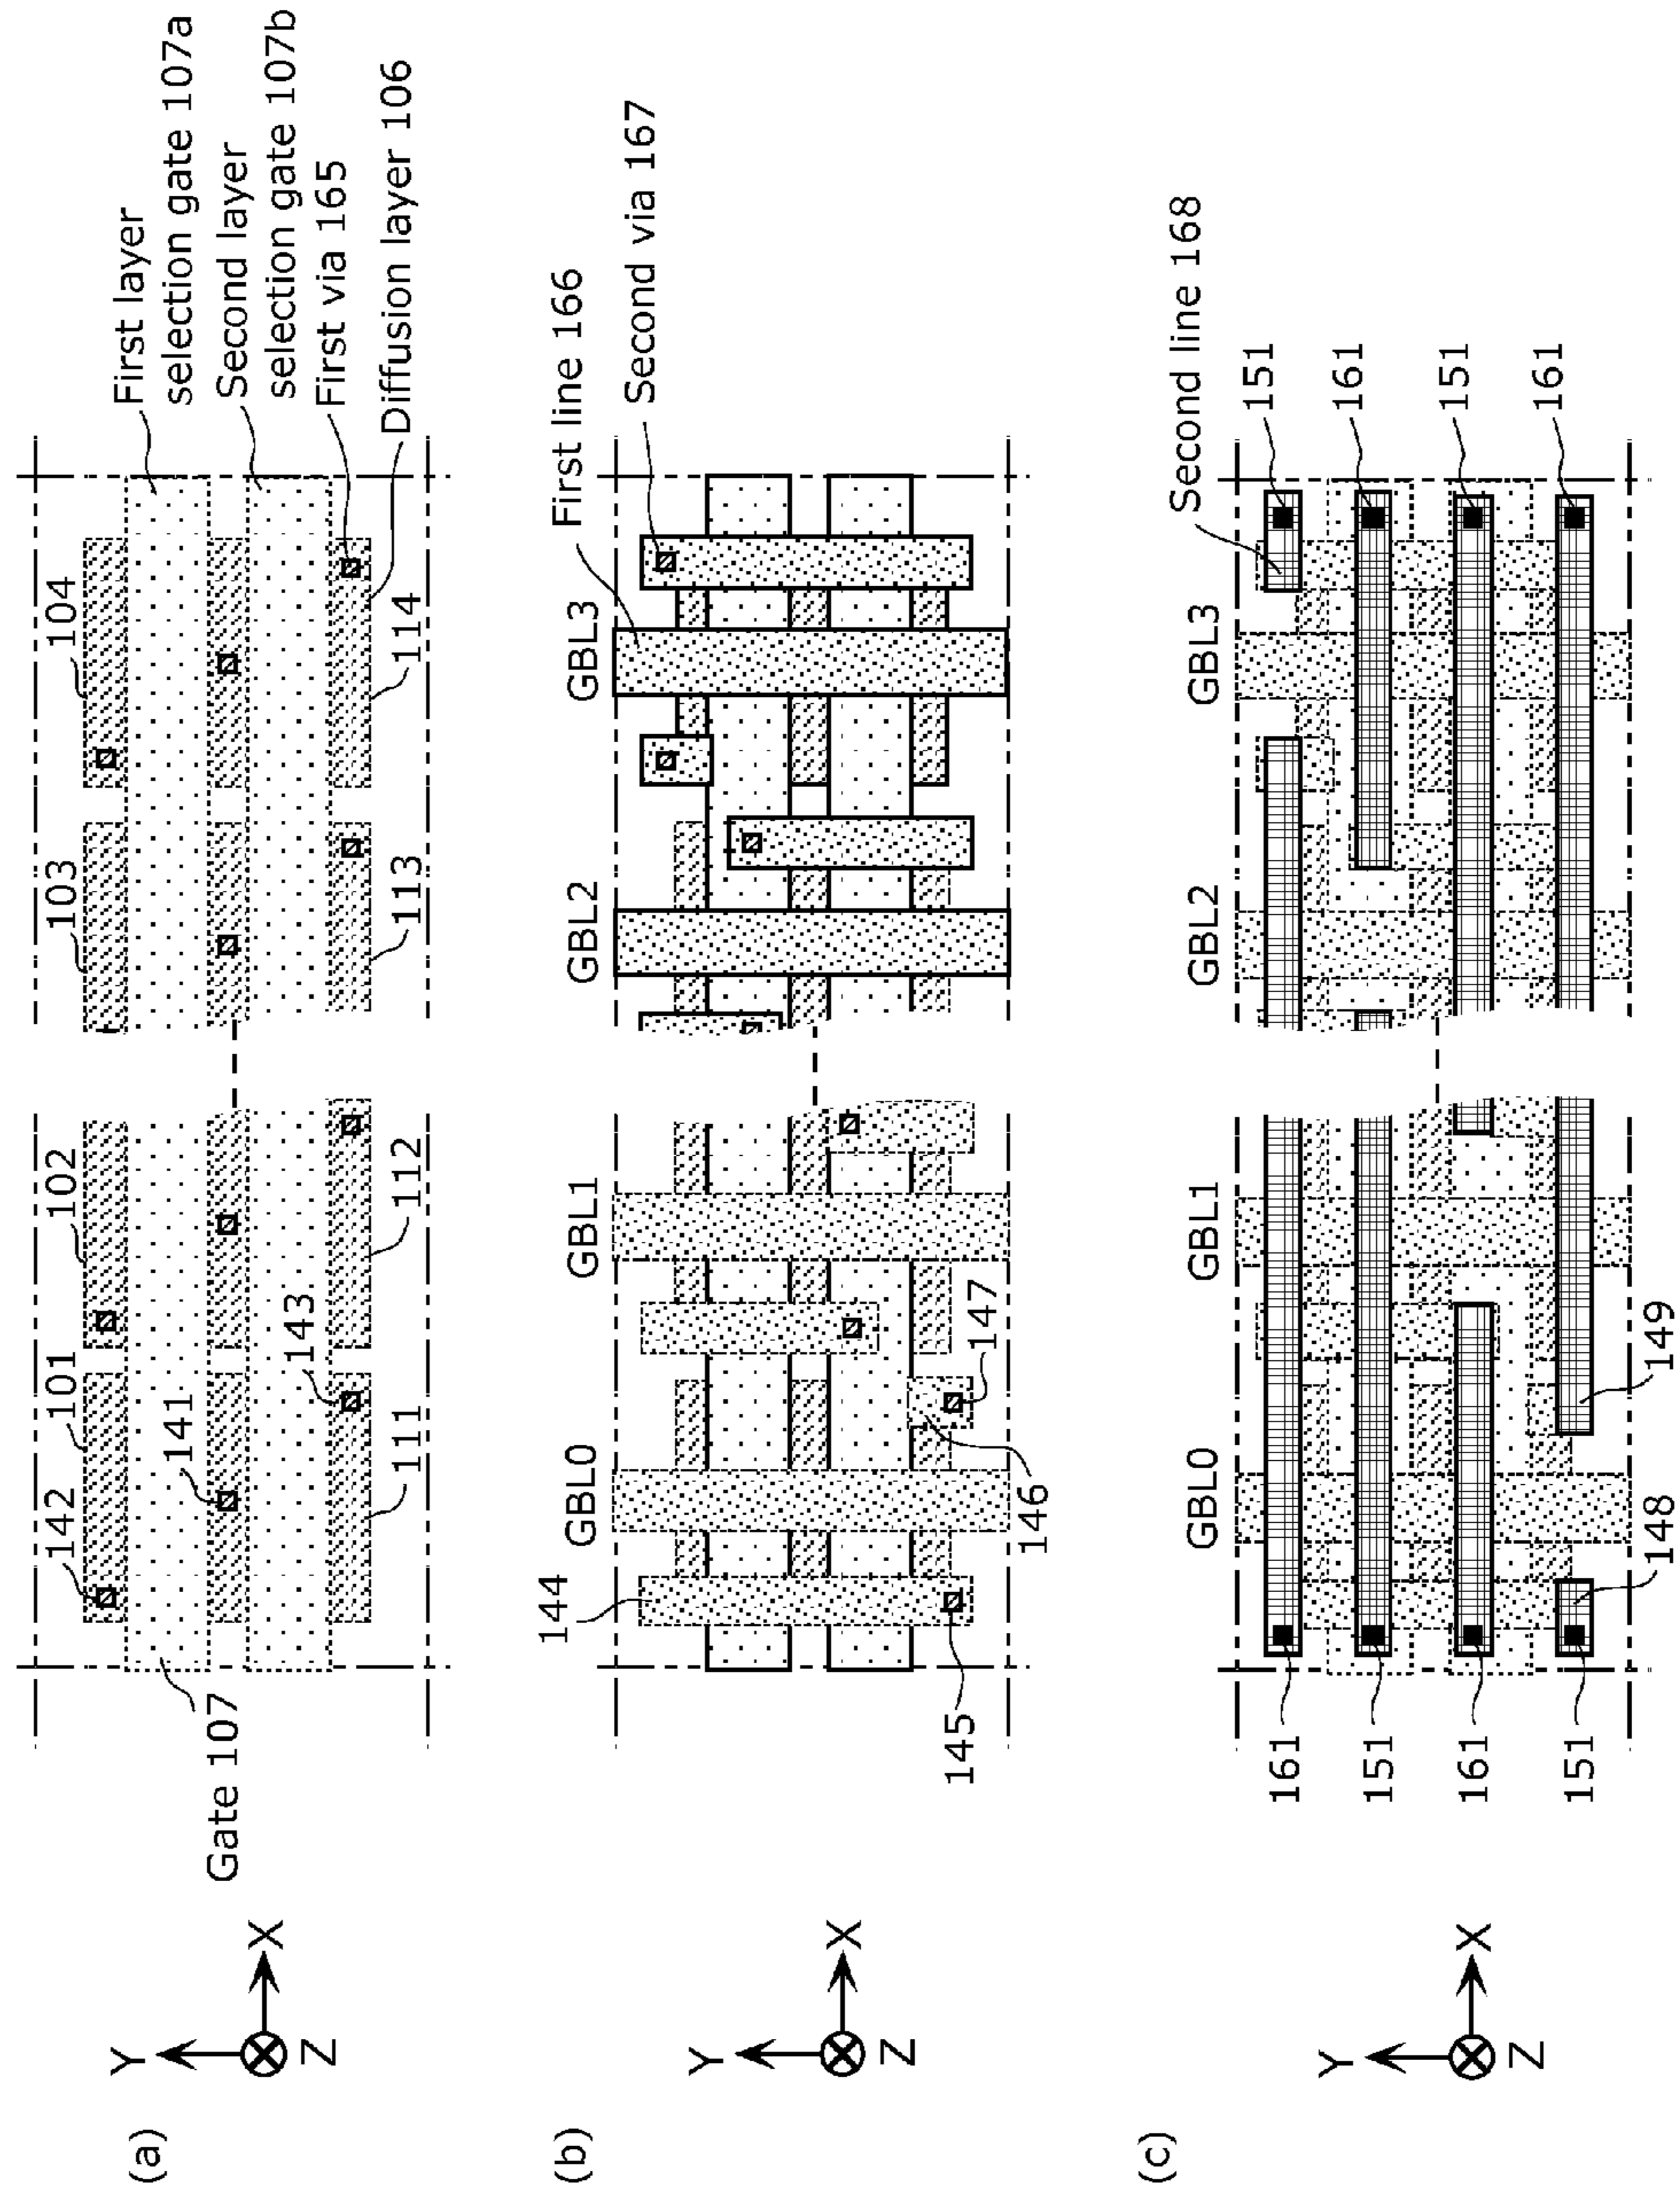 (a)
Y
X
Z
Gate 107
142
101
141
143
111
102
112
103
113
104
114
First layer
selection gate 107a
Second layer
selection gate 107b
First via 165
Diffusion layer 106
(b)
Y
X
Z
144
145
GBL0
146
147
GBL1
GBL2
GBL3
First line 166
Second via 167
(c)
Y
X
Z
161
151
161
151
GBL0
148
149
GBL1
GBL2
GBL3
Second line 168
151
161
151
161